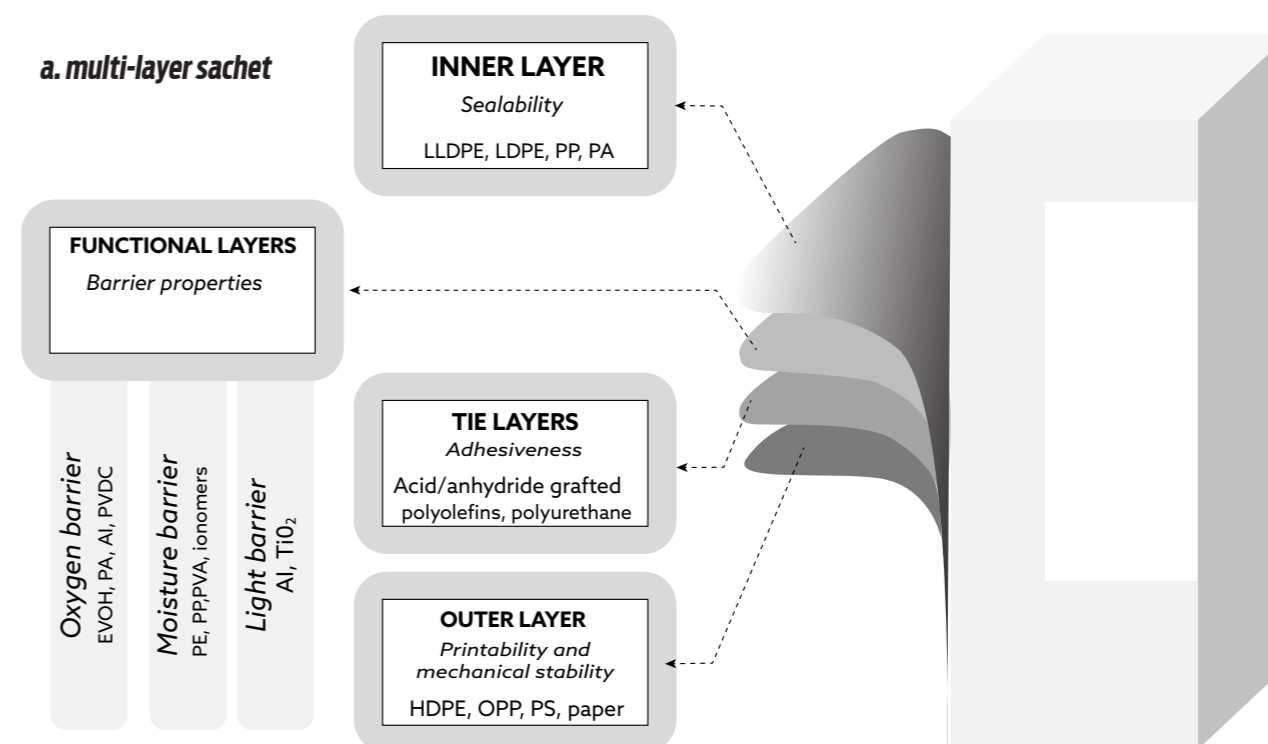 a. multi-layer sachet
INNER LAYER
Sealability
LLDPE, LDPE, PP, PA
FUNCTIONAL LAYERS
Barrier properties
Oxygen barrier
EVOH, PA, Al, PVDC
Moisture barrier
PE, PP,PVA, ionomers
Light barrier
Al, Ti0₂
TIE LAYERS
Adhesiveness
Acid/anhydride grafted
polyolefins, polyurethane
OUTER LAYER
Printability and
mechanical stability
HDPE, OPP, PS, paper